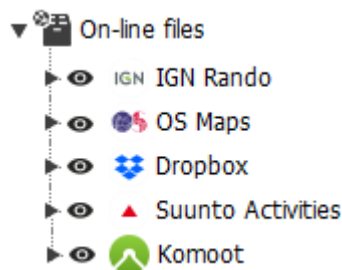 On-line files
IGN IGN Rando
OS Maps
Dropbox
Suunto Activities
Komoot